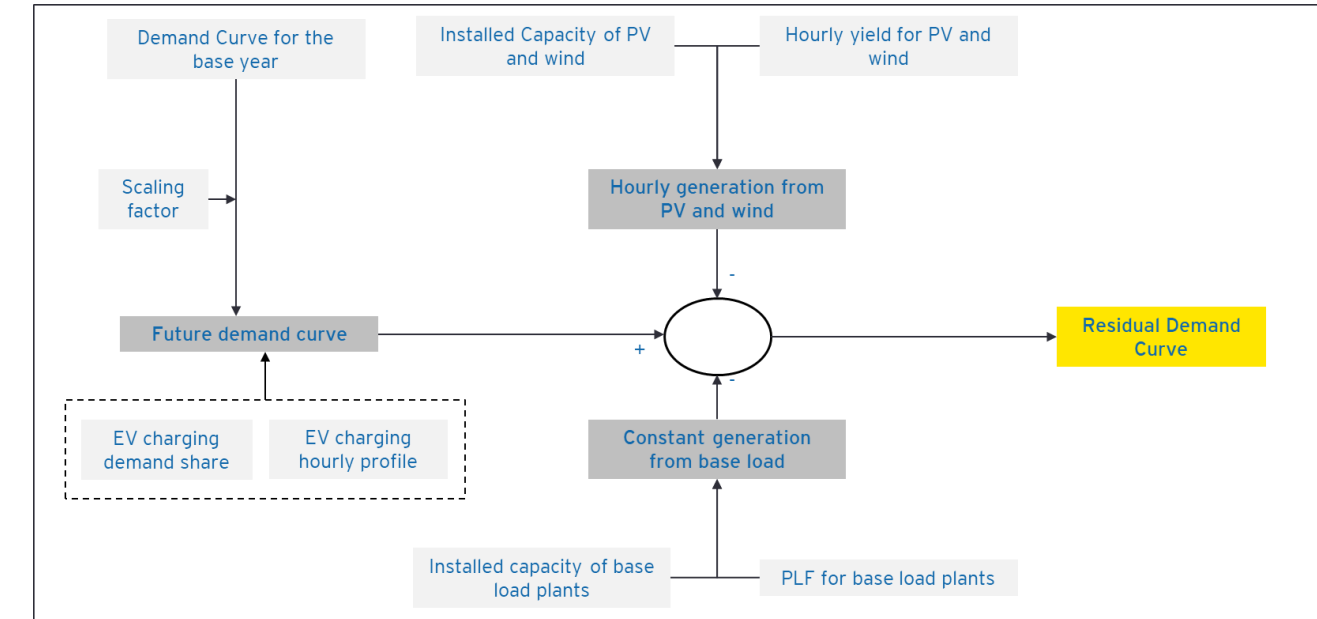 Demand Curve for the
base year
Installed Capacity of PV
and wind
Hourly yield for PV and
wind
Scaling
factor
Hourly generation from
PV and wind
-
Future demand curve
+
Residual Demand
Curve
-
EV charging
demand share
EV charging
hourly profile
Constant generation
from base load
Installed capacity of base
load plants
PLF for base load plants